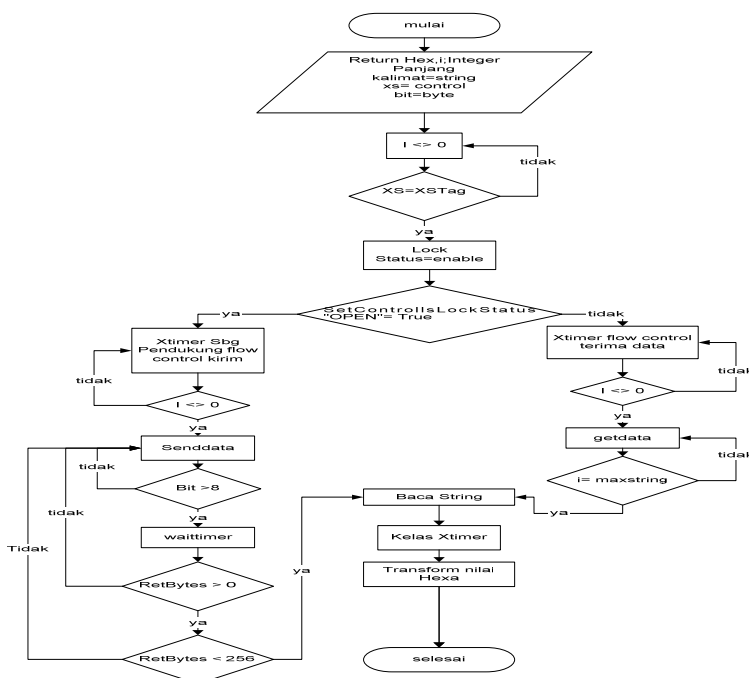 mulai
Return Hex,i;Integer
Panjang
kalimat=string
xs= control
bit=byte
I <> 0
tidak
XS=XSTag
ya
Lock
Status=enable
SetControllsLockStatus
"OPEN"= True
ya
tidak
Xtimer Sbg
Pendukung flow
control kirim
tidak
I <> 0
ya
Xtimer flow control
terima data
tidak
I <> 0
ya
Senddata
tidak
Bit >8
ya
waittimer
tidak
RetBytes > 0
Tidak
ya
RetBytes < 256
ya
getdata
tidak
i= maxstring
ya
Baca String
Kelas Xtimer
Transform nilai
Hexa
selesai